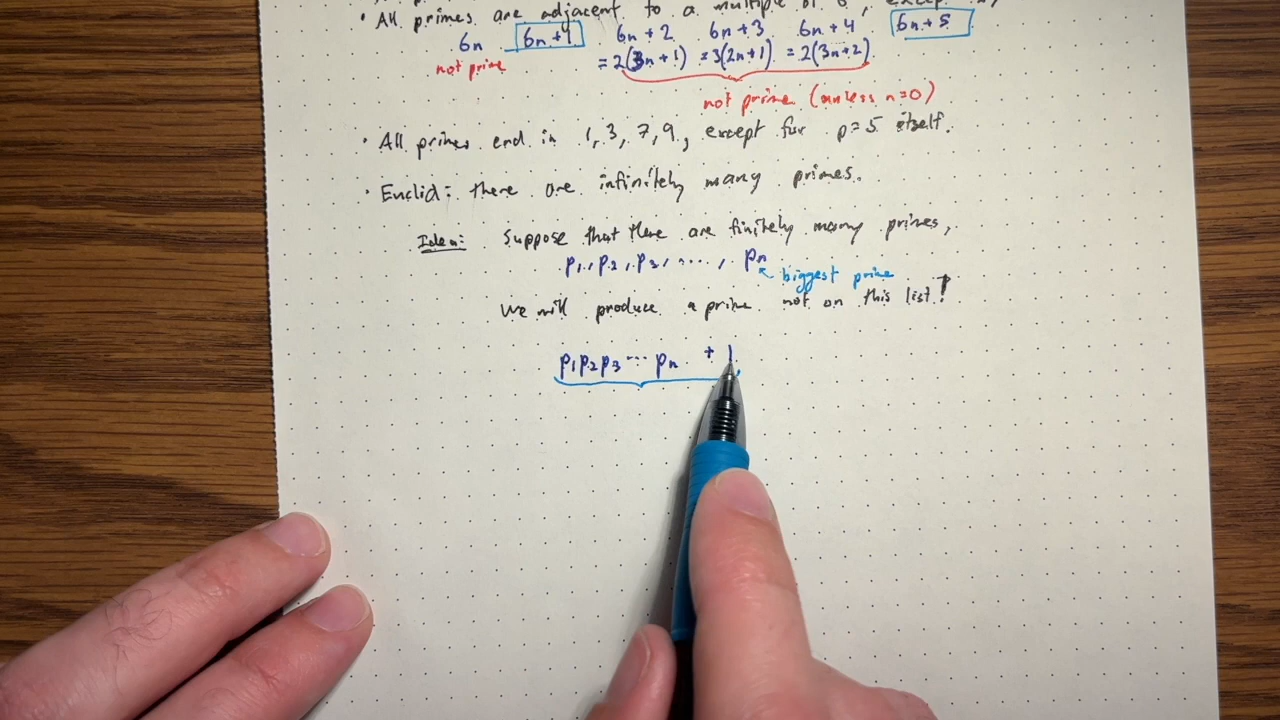 • All primes are adjacent to a multiple of 6, except
6n 6n+1 6n+2 6n+3 6n+4 6n+5
= 2(3n+1) = 3(2n+1) = 2(3n+2)
not prime
not prime (unless n=0)
• All primes end in 1, 3, 7, 9, except for p=5 itself.
• Euclid: there are infinitely many primes.
Idea: Suppose that there are finitely many primes,
p₁, p₂, p₃, ..., pₙ
biggest prime
We will produce a prime not on this list!
p₁p₂p₃ ... pₙ + 1